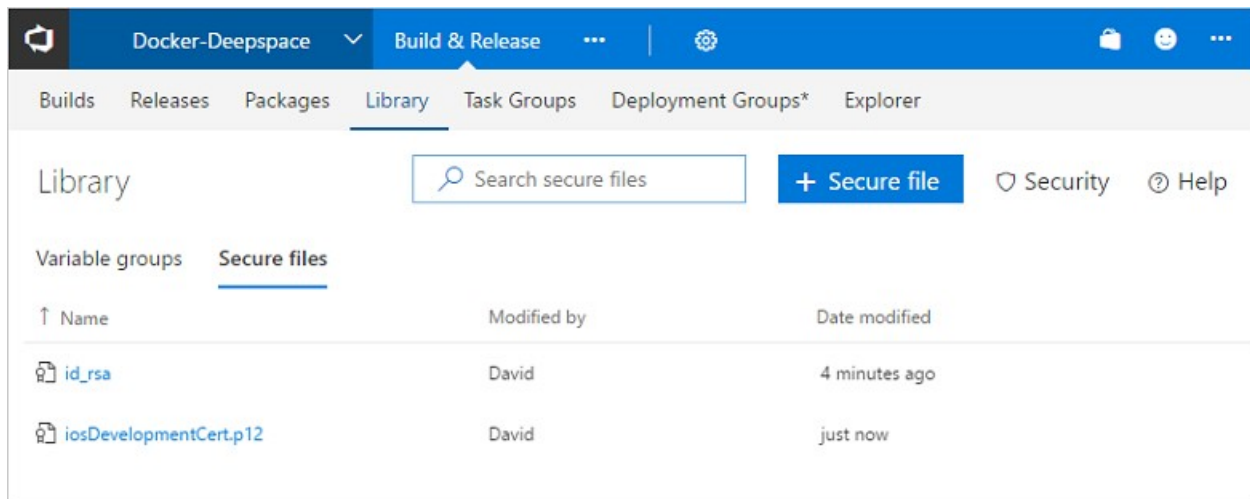 Docker-Deepspace Build & Release ...
Builds Releases Packages Library Task Groups Deployment Groups* Explorer
Library Search secure files + Secure file Security Help
Variable groups Secure files
↑ Name Modified by Date modified
id_rsa David 4 minutes ago
iosDevelopmentCert.p12 David just now